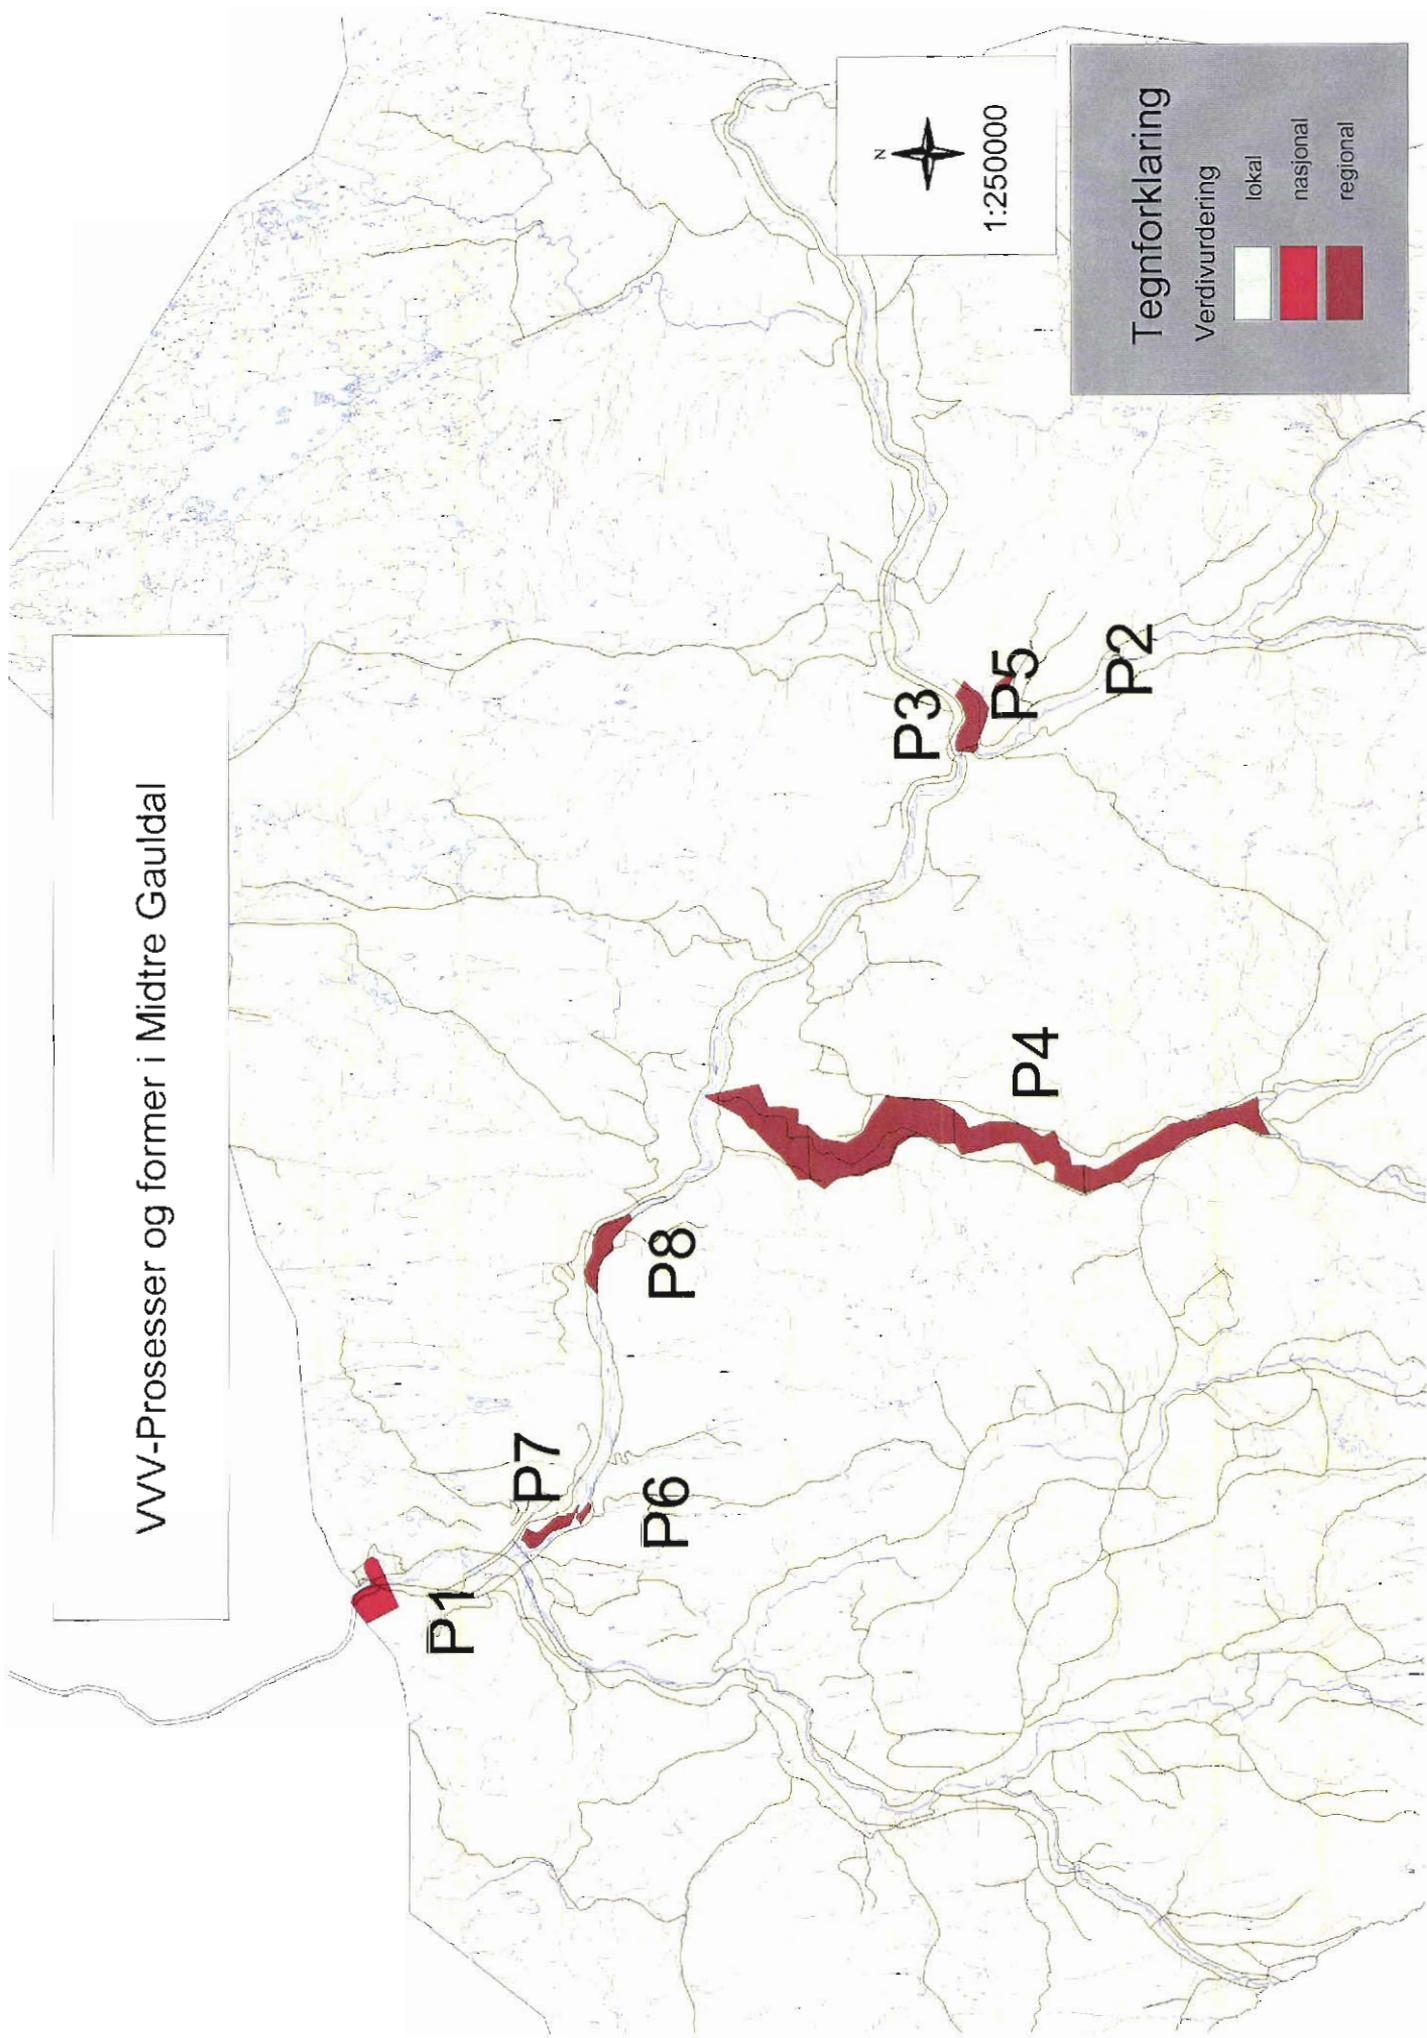 VVV-Prosesser og former i Midtre Gauldal
P1
P7
P6
P8
P4
P3
P5
P2
N
1:250000
Tegnforklaring
Verdivurdering
lokal
nasjonal
regional